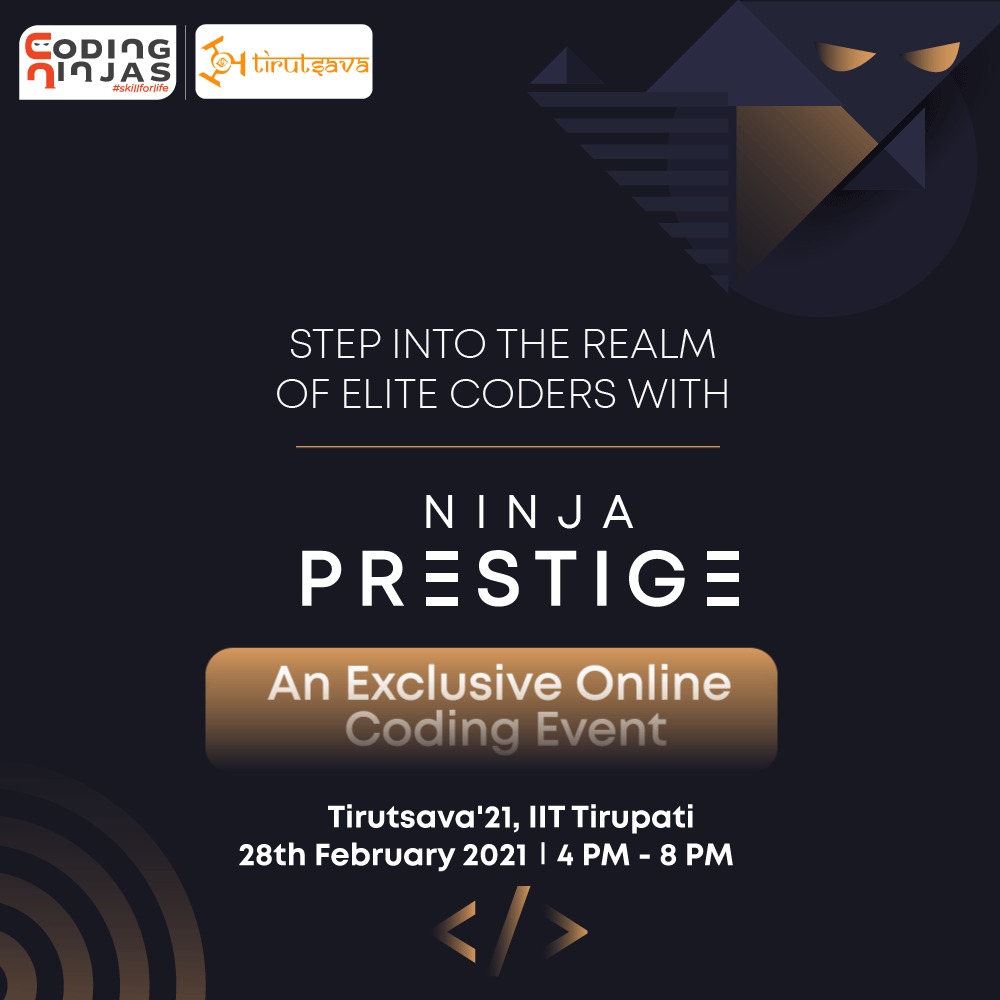 CODING
NINJAS
#skillforlife
tirutsava
STEP INTO THE REALM
OF ELITE CODERS WITH
NINJA
PRESTIGE
An Exclusive Online
Coding Event
Tirutsava'21, IIT Tirupati
28th February 2021 | 4 PM - 8 PM
</>